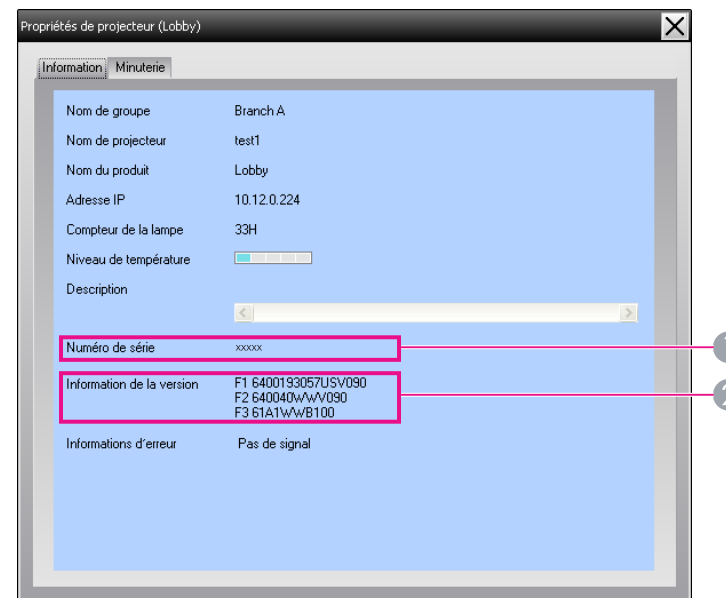 Propriétés de projecteur (Lobby)
Information Minuterie
Nom de groupe Branch A
Nom de projecteur test1
Nom du produit Lobby
Adresse IP 10.12.0.224
Compteur de la lampe 33H
Niveau de température
Description
Numéro de série xxxxx 1
Information de la version F1 6400193057USV090
F2 640040WWV090 2
F3 61A1WWB100
Informations d´erreur Pas de signal